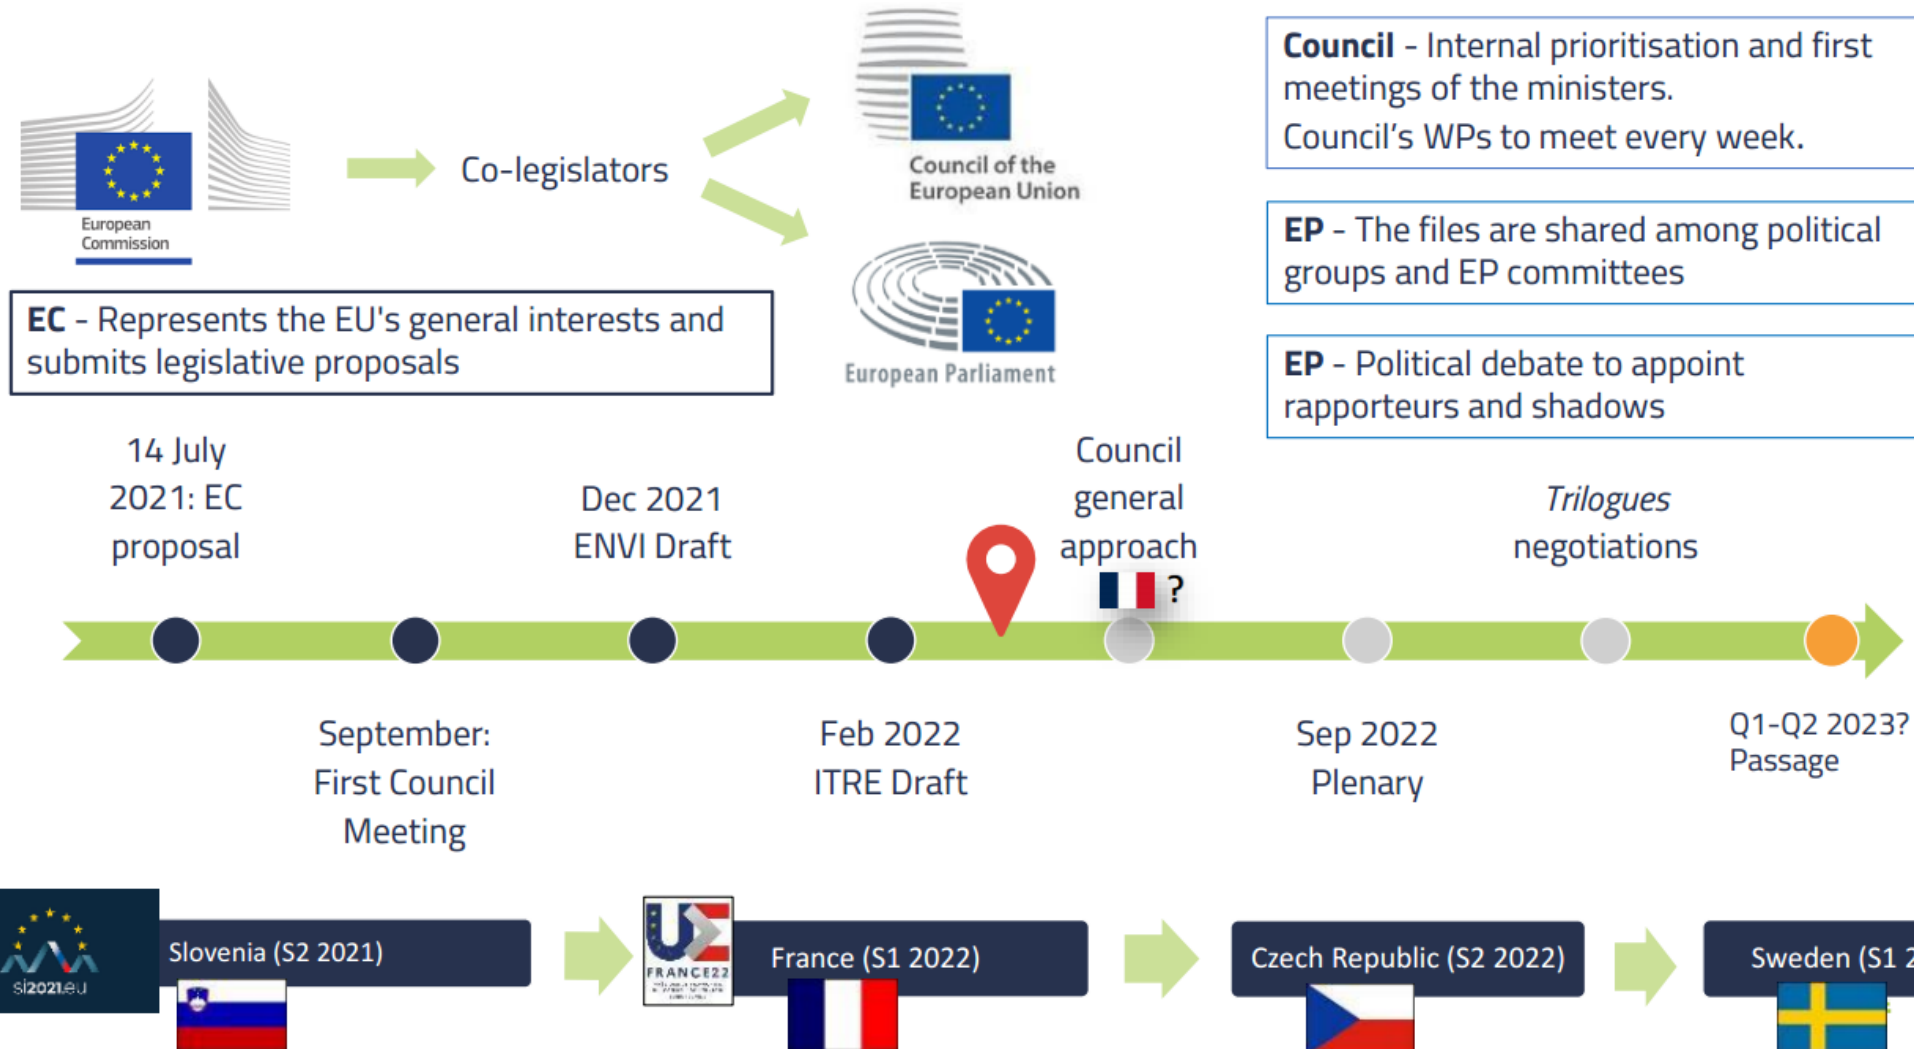 Council - Internal prioritisation and first
meetings of the ministers.
Council's WPs to meet every week.
European
Commission
Co-legislators
Council of the
European Union
EP - The files are shared among political
groups and EP committees
EC - Represents the EU's general interests and
submits legislative proposals
European Parliament
EP - Political debate to appoint
rapporteurs and shadows
14 July
2021: EC
proposal
Dec 2021
ENVI Draft
Council
general
approach
?
Trilogues
negotiations
September:
First Council
Meeting
Feb 2022
ITRE Draft
Sep 2022
Plenary
Q1-Q2 2023?
Passage
si2021.eu
Slovenia (S2 2021)
UE
FRANCE22
France (S1 2022)
Czech Republic (S2 2022)
Sweden (S1 2